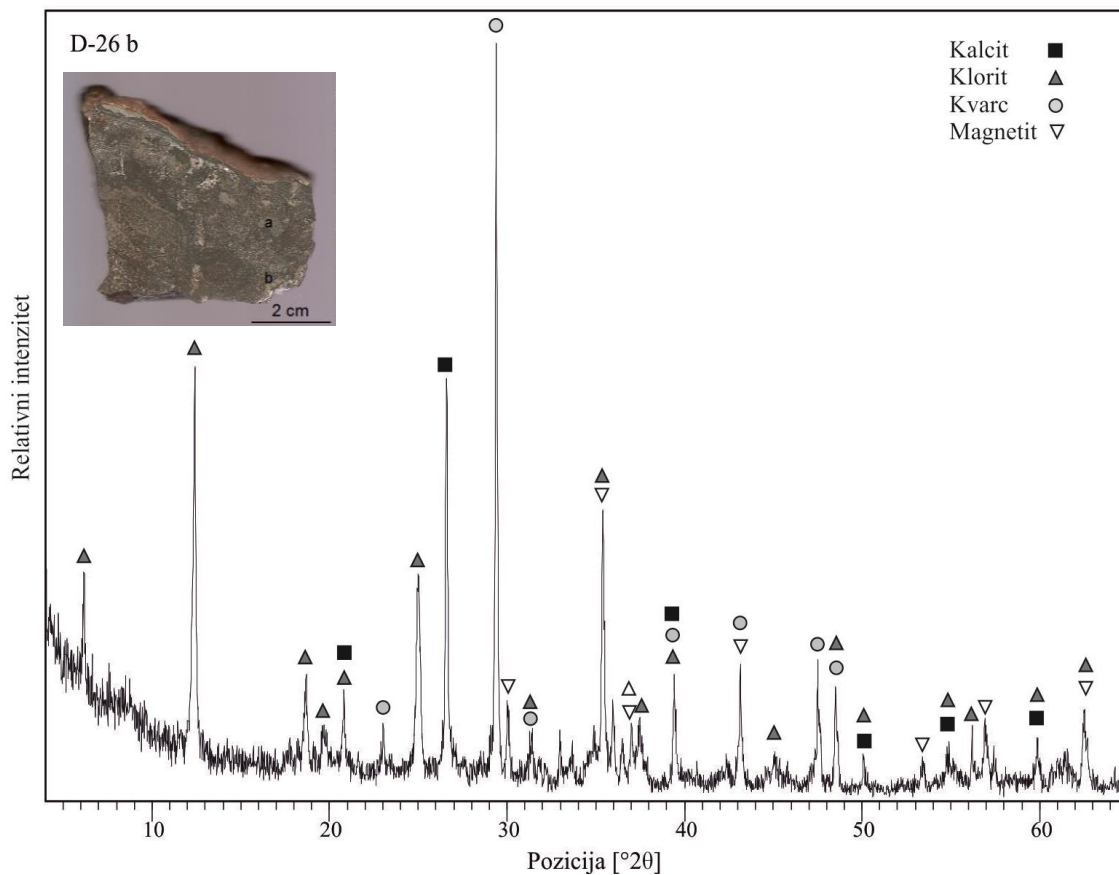 D-26 b
Kalcit
Klorit
Kvarc
Magnetit
a
b
2 cm
Relativni intenzitet
10 20 30 40 50 60
Pozicija [°2θ]